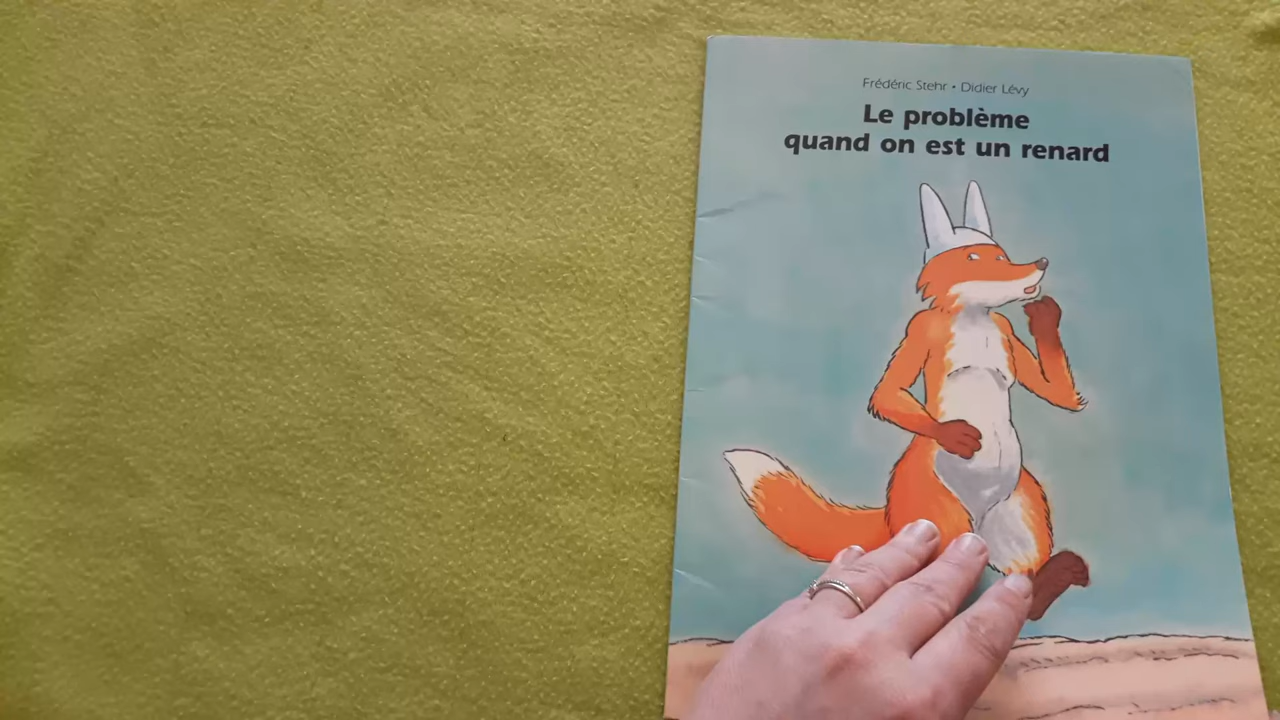 Frédéric Stehr • Didier Lévy
Le problème
quand on est un renard